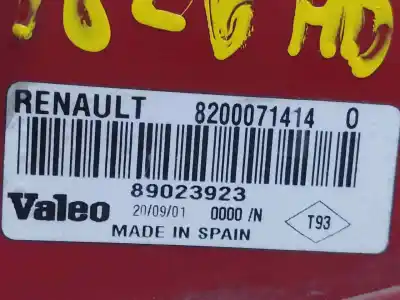 RENAULT 8200071414 0
89023923
Valeo 20/09/01 0000 /N T93
MADE IN SPAIN